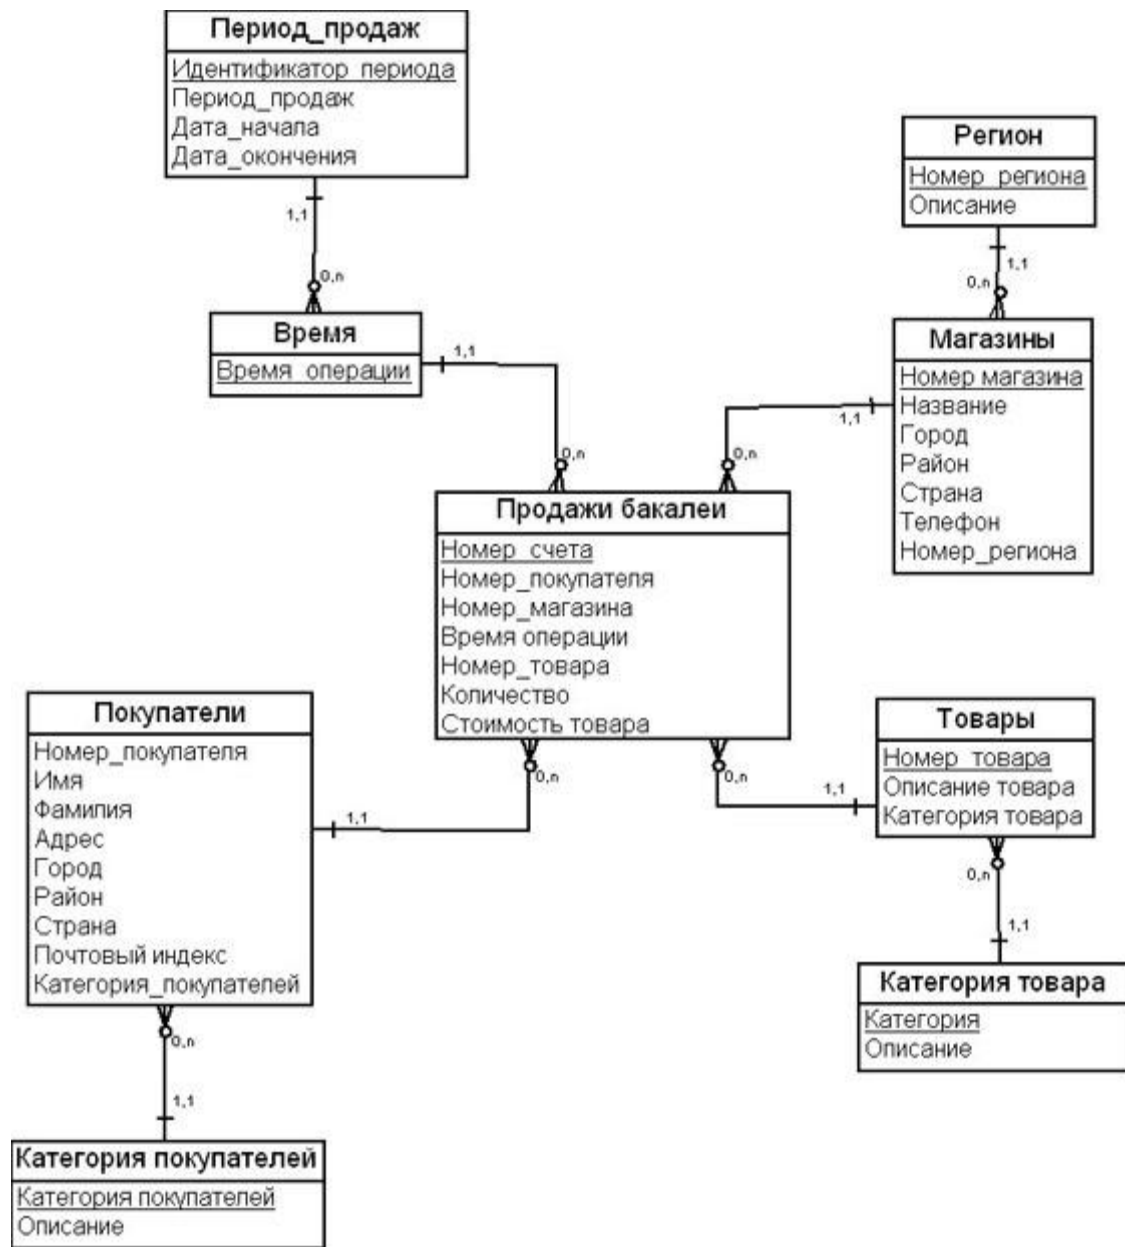 Период_продаж
Идентификатор_периода
Период_продаж
Дата_начала
Дата_окончения
1,1
0,n
Время
Время_операции
1,1
0,n
Регион
Номер_региона
Описание
1,1
0,n
Магазины
Номер магазина
Название
Город
Район
Страна
Телефон
Номер_региона
1,1
0,n
Продажи бакалеи
Номер_счета
Номер_покупателя
Номер_магазина
Время операции
Номер_товара
Количество
Стоимость товара
0,n
0,n
Покупатели
Номер_покупателя
Имя
Фамилия
Адрес
Город
Район
Страна
Почтовый индекс
Категория_покупателей
1,1
0,n
1,1
Категория покупателей
Категория покупателей
Описание
Товары
Номер_товара
Описание товара
Категория товара
1,1
0,n
1,1
Категория товара
Категория
Описание